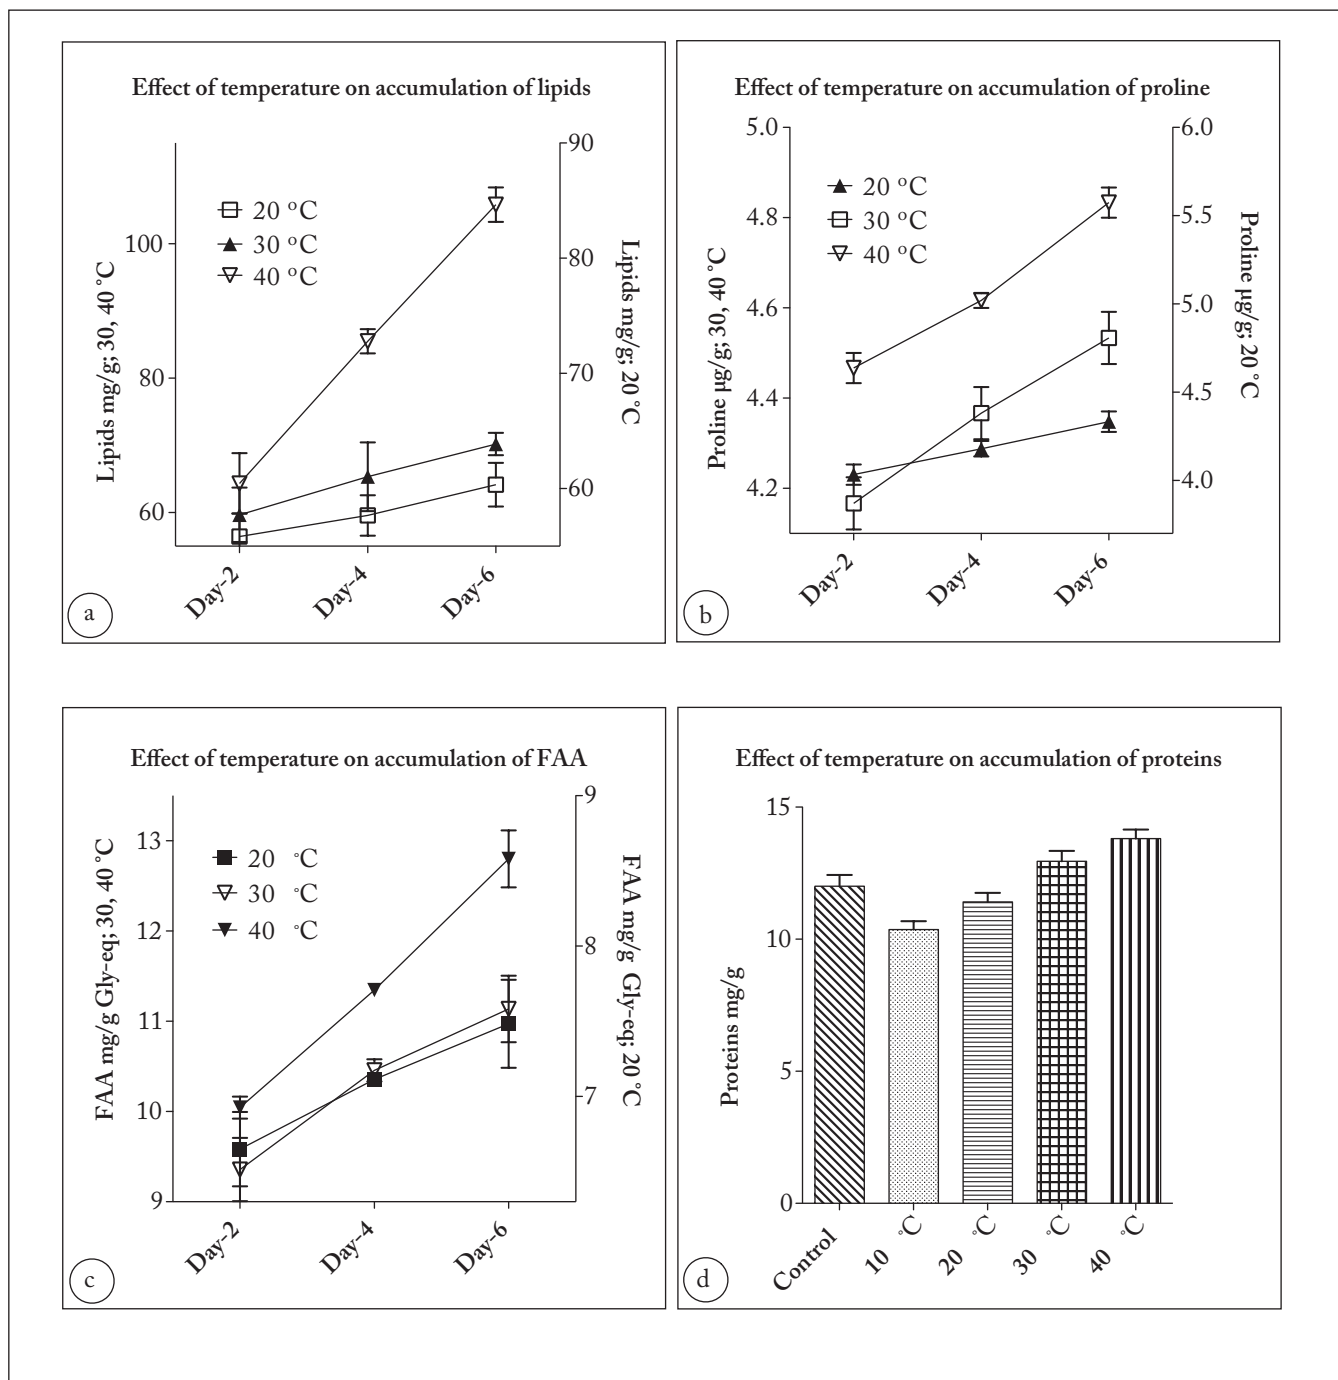 Effect of temperature on accumulation of lipids
Lipids mg/g; 30, 40 °C
100
80
60
20 °C
30 °C
40 °C
90
80
70
60
Lipids mg/g; 20 °C
Day-2
Day-4
Day-6
a
Effect of temperature on accumulation of proline
Proline µg/g; 30, 40 °C
5.0
4.8
4.6
4.4
4.2
20 °C
30 °C
40 °C
6.0
5.5
5.0
4.5
4.0
Proline µg/g; 20 °C
Day-2
Day-4
Day-6
b
Effect of temperature on accumulation of FAA
FAA mg/g Gly-eq; 30, 40 °C
13
12
11
10
9
20 °C
30 °C
40 °C
9
8
7
FAA mg/g Gly-eq; 20 °C
Day-2
Day-4
Day-6
c
Effect of temperature on accumulation of proteins
Proteins mg/g
15
10
5
0
Control
10 °C
20 °C
30 °C
40 °C
d